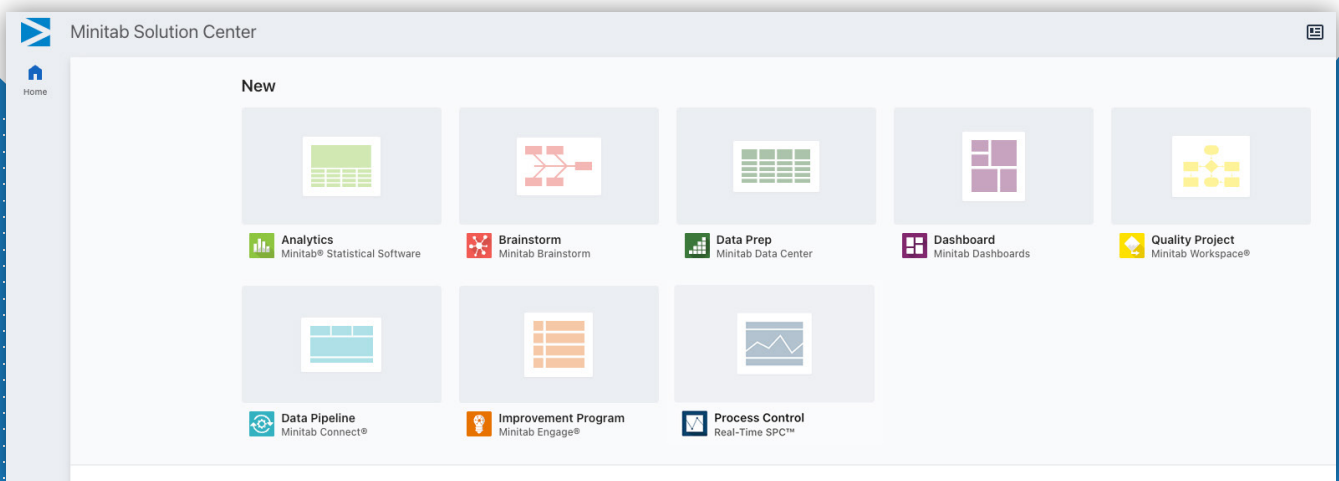 Minitab Solution Center
Home
New
Analytics
Minitab® Statistical Software
Brainstorm
Minitab Brainstorm
Data Prep
Minitab Data Center
Dashboard
Minitab Dashboards
Quality Project
Minitab Workspace®
Data Pipeline
Minitab Connect®
Improvement Program
Minitab Engage®
Process Control
Real-Time SPC™